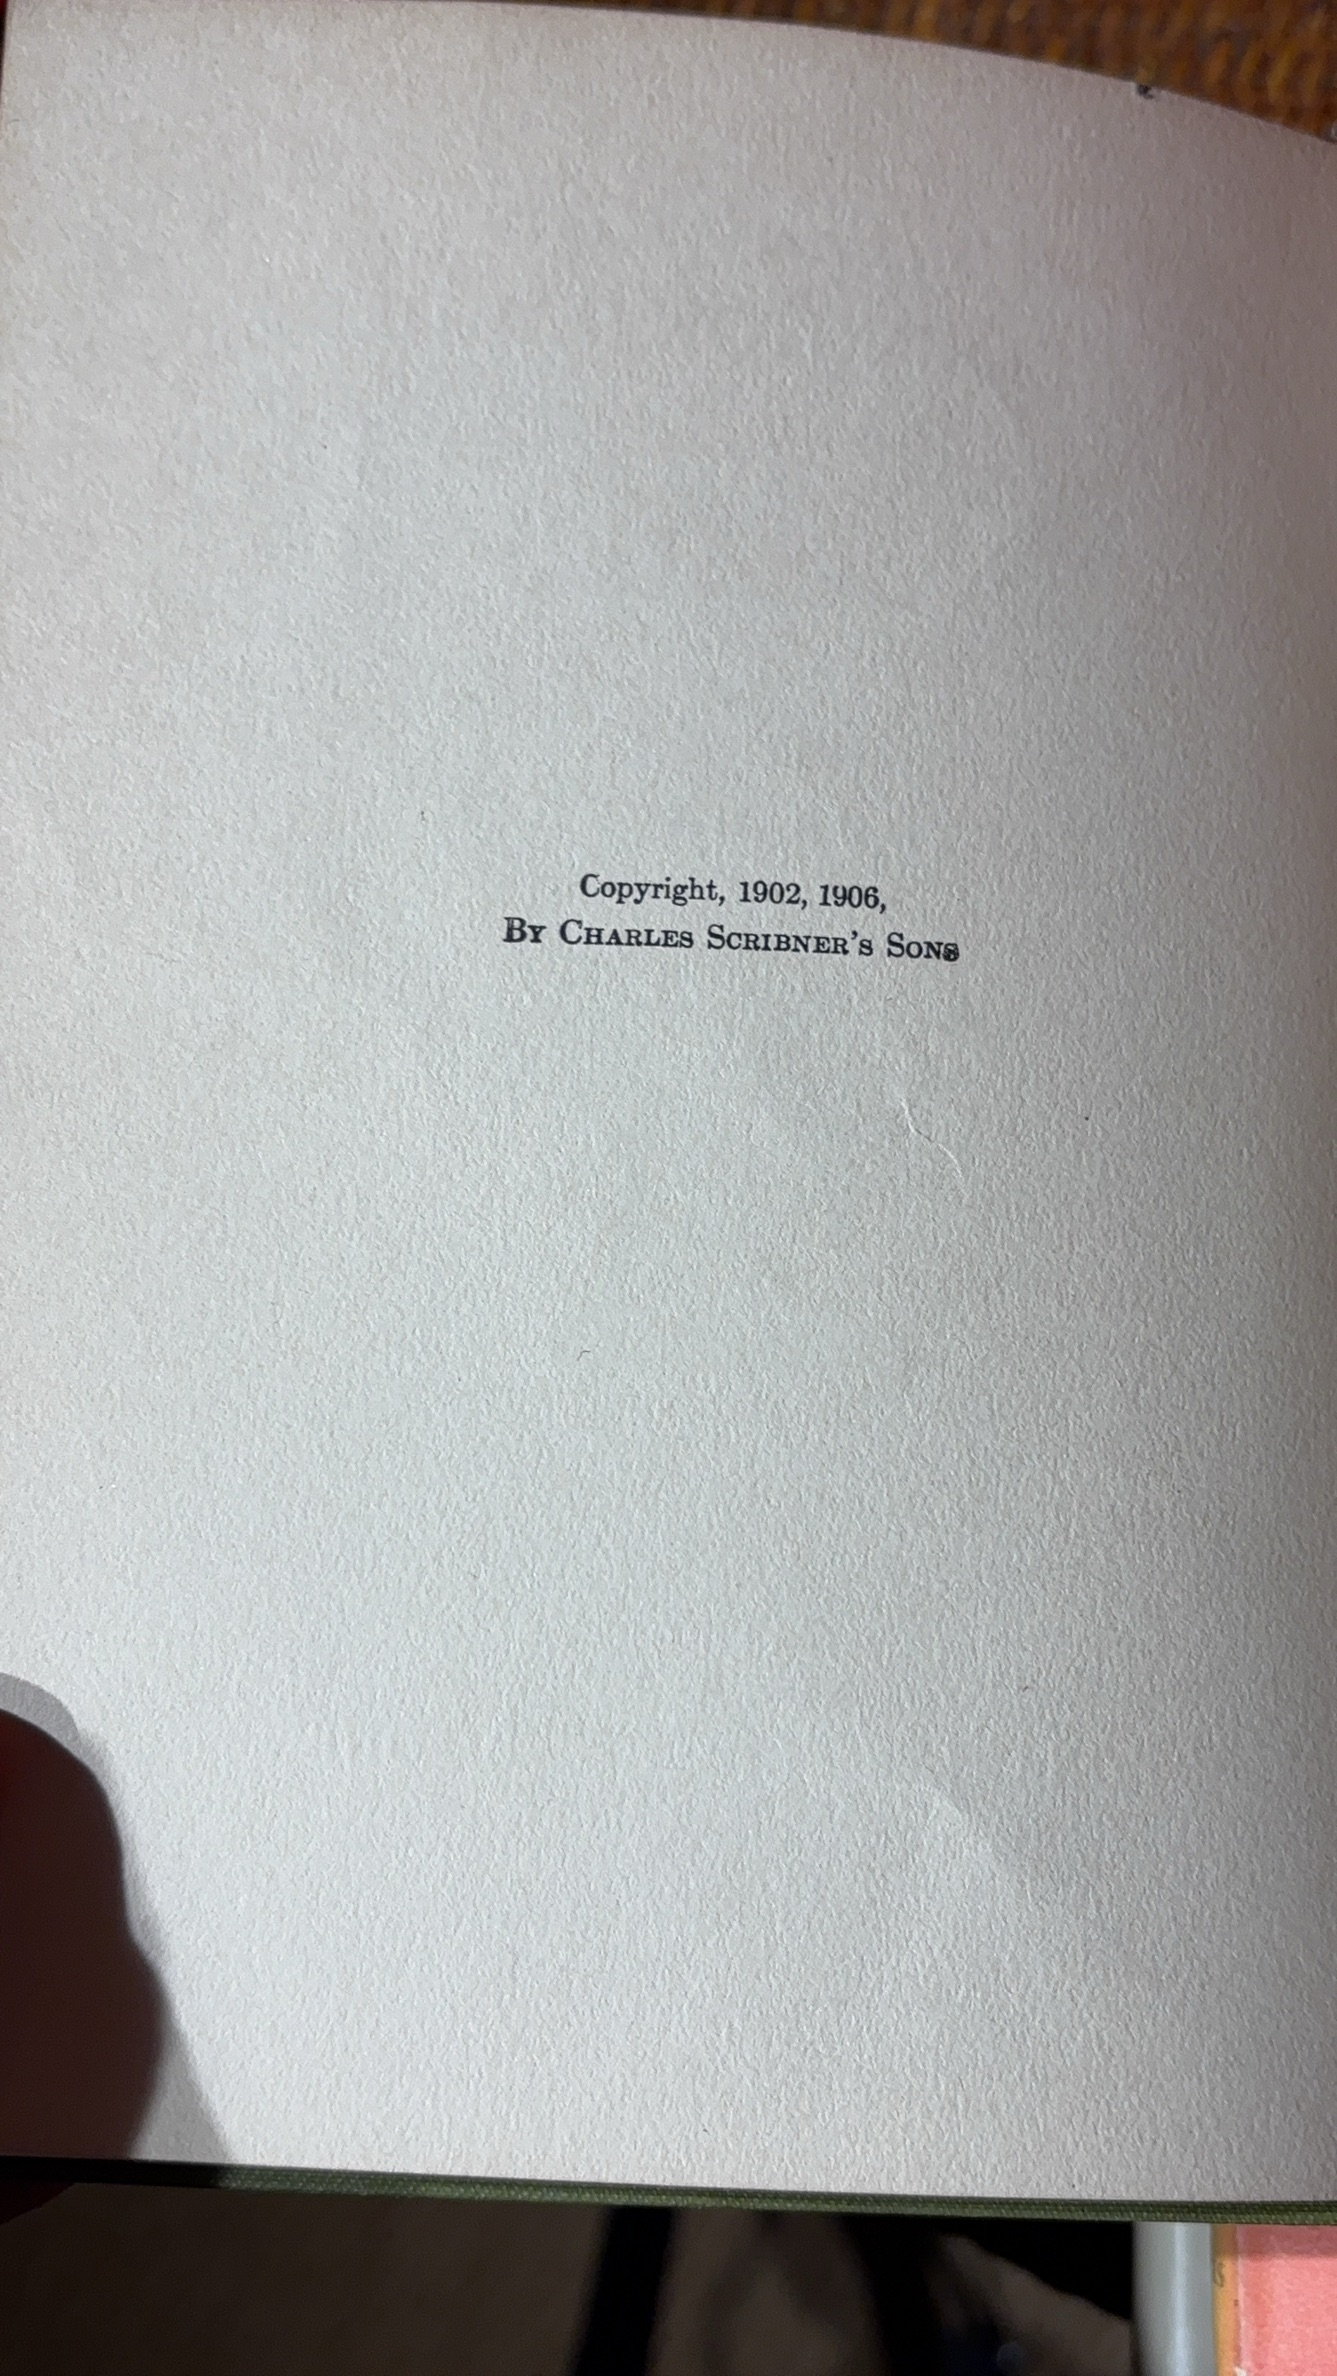 Copyright, 1902, 1906,
By Charles Scribner's Sons